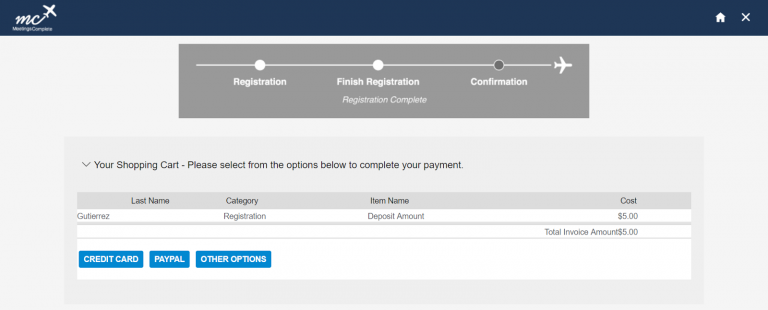 mc
MeetingsComplete
Registration Finish Registration Confirmation
Registration Complete
Your Shopping Cart - Please select from the options below to complete your payment.
Last Name Category Item Name Cost
Gutierrez Registration Deposit Amount $5.00
Total Invoice Amount$5.00
CREDIT CARD PAYPAL OTHER OPTIONS